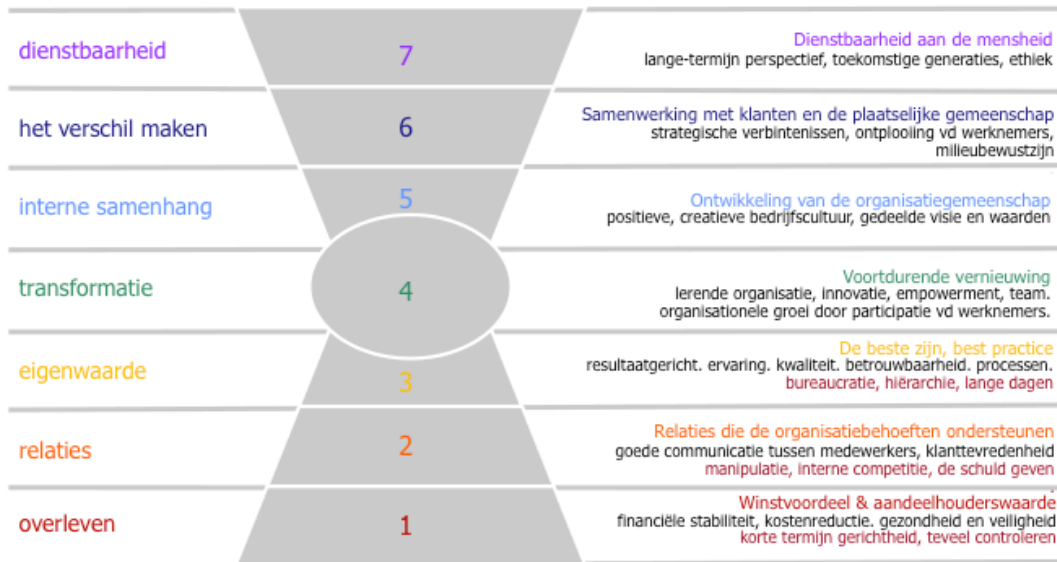 dienstbaarheid
7
Dienstbaarheid aan de mensheid
lange-termijn perspectief, toekomstige generaties, ethiek
het verschil maken
6
Samenwerking met klanten en de plaatselijke gemeenschap
strategische verbintenissen, ontplooiing vd werknemers,
milieubewustzijn
interne samenhang
5
Ontwikkeling van de organisatiegemeenschap
positieve, creatieve bedrijfscultuur, gedeelde visie en waarden
transformatie
4
Voortdurende vernieuwing
lerende organisatie, innovatie, empowerment, team.
organisationele groei door participatie vd werknemers.
eigenwaarde
3
De beste zijn, best practice
resultaatgericht. ervaring. kwaliteit. betrouwbaarheid. processen.
bureaucratie, hiërarchie, lange dagen
relaties
2
Relaties die de organisatiebehoeften ondersteunen
goede communicatie tussen medewerkers, klanttevredenheid
manipulatie, interne competitie, de schuld geven
overleven
1
Winstvoordeel & aandeelhouderswaarde
financiële stabiliteit, kostenreductie. gezondheid en veiligheid
korte termijn gerichtheid, teveel controleren